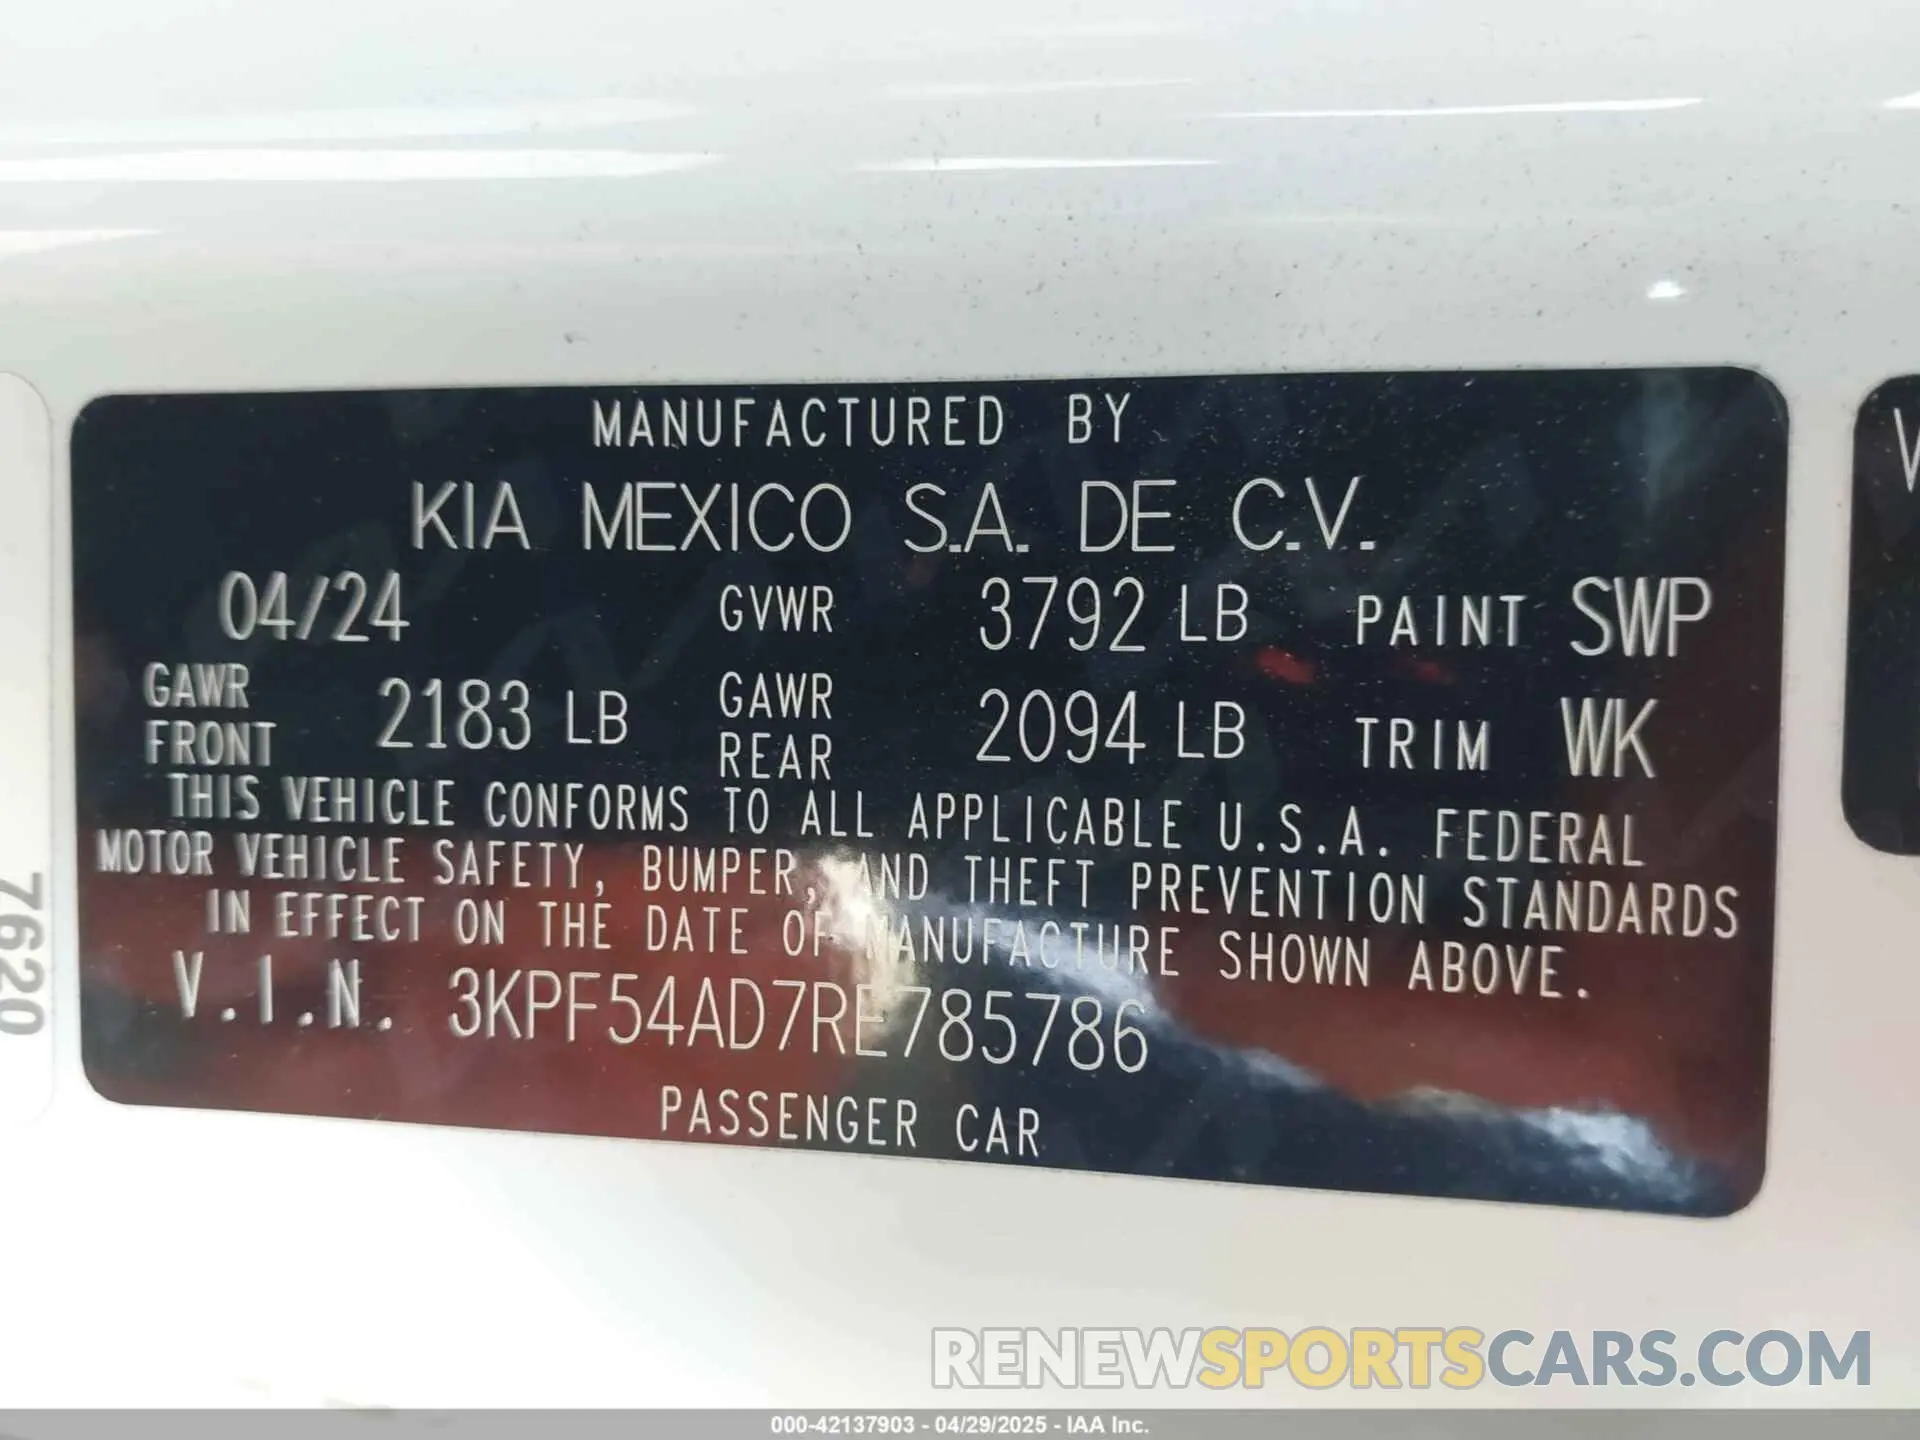 MANUFACTURED BY
KIA MEXICO S.A. DE C.V.
04/24 GVWR 3792 LB PAINT SWP
GAWR FRONT 2183 LB GAWR REAR 2094 LB TRIM WK
THIS VEHICLE CONFORMS TO ALL APPLICABLE U.S.A. FEDERAL
MOTOR VEHICLE SAFETY, BUMPER, AND THEFT PREVENTION STANDARDS
IN EFFECT ON THE DATE OF MANUFACTURE SHOWN ABOVE.
V.I.N. 3KPF54AD7RE785786
PASSENGER CAR
7620
RENEWSPORTSCARS.COM
000-42137903 - 04/29/2025 - IAA Inc.